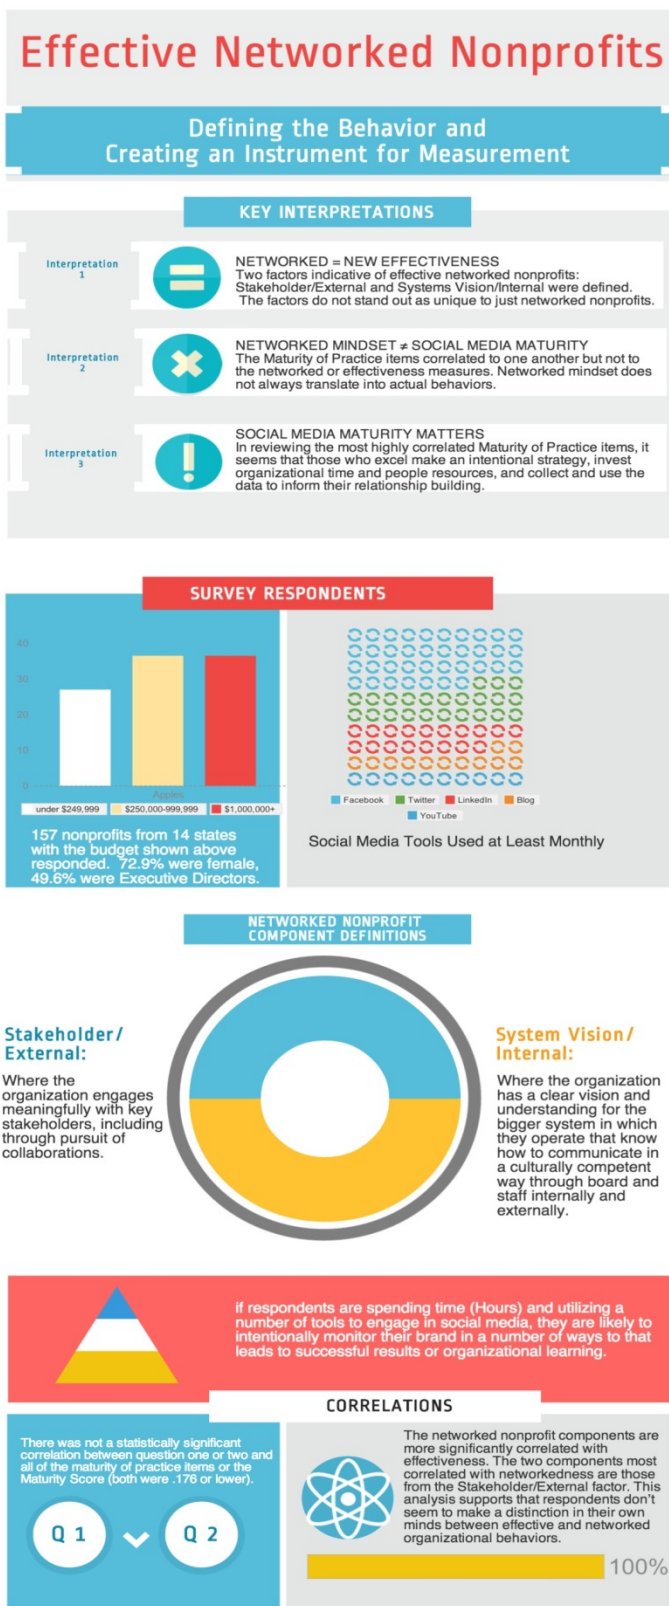 Effective Networked Nonprofits
Defining the Behavior and
Creating an Instrument for Measurement
KEY INTERPRETATIONS
Interpretation
1
NETWORKED = NEW EFFECTIVENESS
Two factors indicative of effective networked nonprofits:
Stakeholder/External and Systems Vision/Internal were defined.
The factors do not stand out as unique to just networked nonprofits.
Interpretation
2
NETWORKED MINDSET ≠ SOCIAL MEDIA MATURITY
The Maturity of Practice items correlated to one another but not to
the networked or effectiveness measures. Networked mindset does
not always translate into actual behaviors.
Interpretation
3
SOCIAL MEDIA MATURITY MATTERS
In reviewing the most highly correlated Maturity of Practice items, it
seems that those who excel make an intentional strategy, invest
organizational time and people resources, and collect and use the
data to inform their relationship building.
SURVEY RESPONDENTS
40
30
20
10
0
Apples
under $249,999 $250,000-999,999 $1,000,000+
157 nonprofits from 14 states
with the budget shown above
responded. 72.9% were female,
49.6% were Executive Directors.
Facebook Twitter LinkedIn Blog
YouTube
Social Media Tools Used at Least Monthly
NETWORKED NONPROFIT
COMPONENT DEFINITIONS
Stakeholder/
External:
Where the
organization engages
meaningfully with key
stakeholders, including
through pursuit of
collaborations.
System Vision/
Internal:
Where the organization
has a clear vision and
understanding for the
bigger system in which
they operate that know
how to communicate in
a culturally competent
way through board and
staff internally and
externally.
if respondents are spending time (Hours) and utilizing a
number of tools to engage in social media, they are likely to
intentionally monitor their brand in a number of ways to that
leads to successful results or organizational learning.
CORRELATIONS
There was not a statistically significant
correlation between question one or two and
all of the maturity of practice items or the
Maturity Score (both were .176 or lower).
Q 1
Q 2
The networked nonprofit components are
more significantly correlated with
effectiveness. The two components most
correlated with networkedness are those
from the Stakeholder/External factor. This
analysis supports that respondents don't
seem to make a distinction in their own
minds between effective and networked
organizational behaviors.
100%